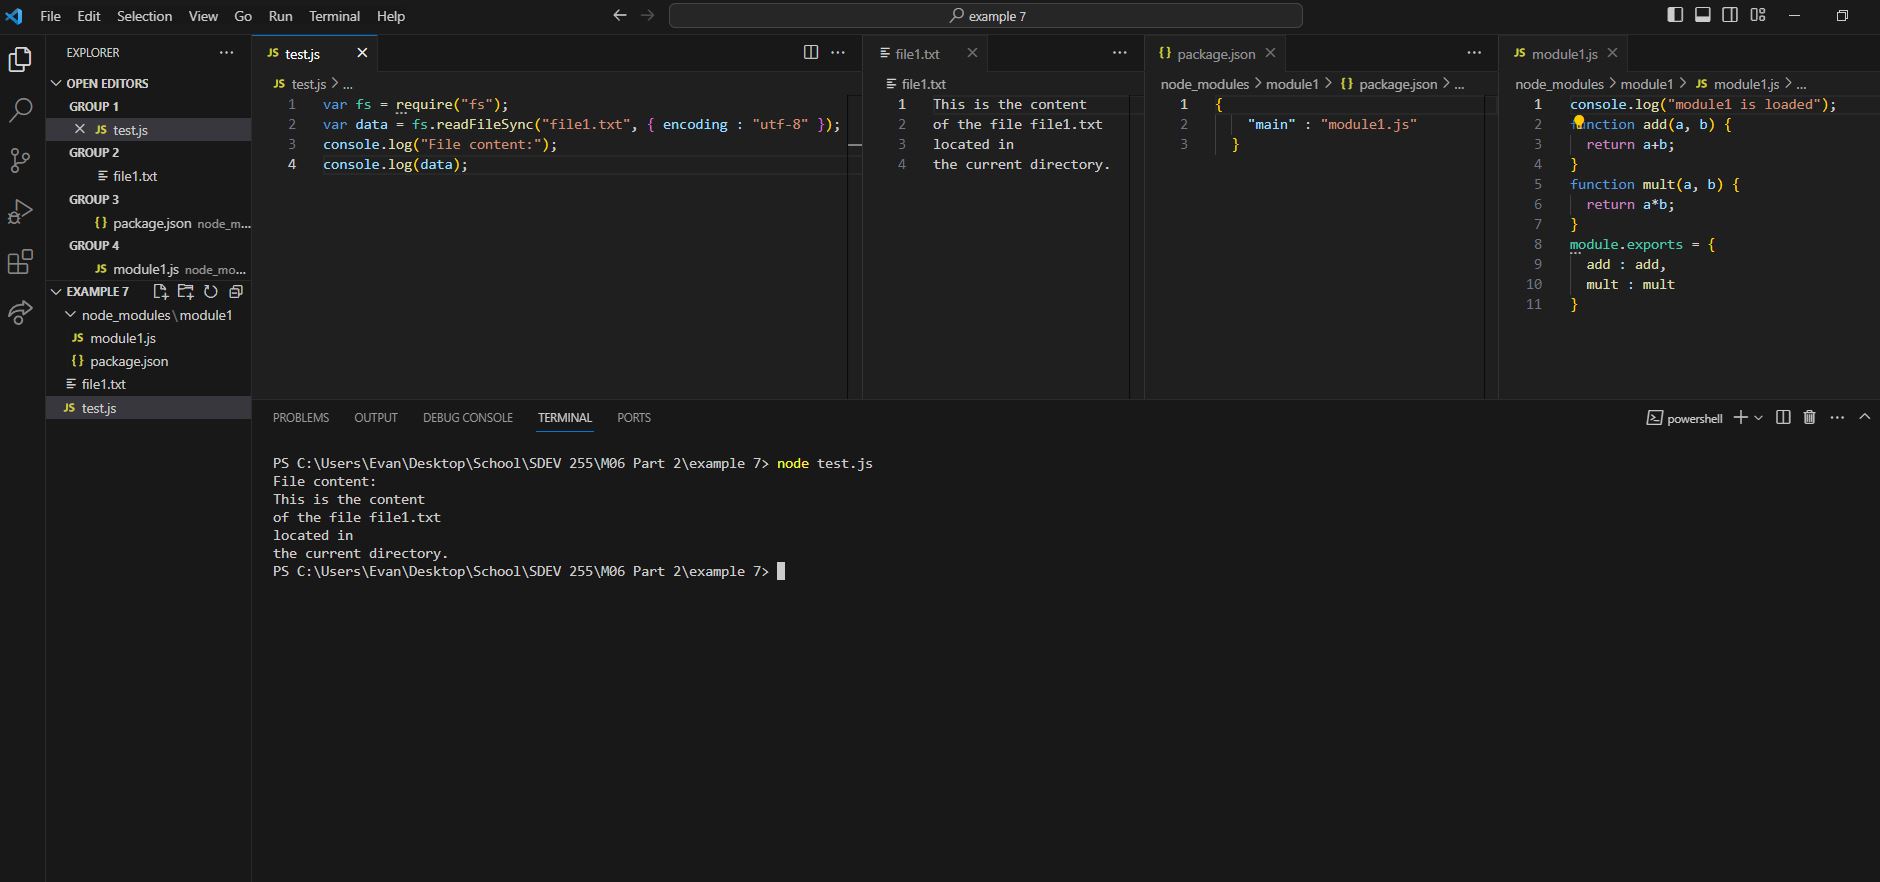 File Edit Selection View Go Run Terminal Help
example 7
EXPLORER
OPEN EDITORS
GROUP 1
JS test.js
GROUP 2
file1.txt
GROUP 3
{} package.json node_m...
GROUP 4
JS module1.js node_mo...
EXAMPLE 7
node_modules\module1
JS module1.js
{} package.json
file1.txt
JS test.js
JS test.js
JS test.js > ...
1 var fs = require("fs");
2 var data = fs.readFileSync("file1.txt", { encoding : "utf-8" });
3 console.log("File content:");
4 console.log(data);
file1.txt
file1.txt
1 This is the content
2 of the file file1.txt
3 located in
4 the current directory.
{} package.json
node_modules > module1 > {} package.json > ...
1 {
2 "main" : "module1.js"
3 }
JS module1.js
node_modules > module1 > JS module1.js > ...
1 console.log("module1 is loaded");
2 function add(a, b) {
3 return a+b;
4 }
5 function mult(a, b) {
6 return a*b;
7 }
8 module.exports = {
9 add : add,
10 mult : mult
11 }
PROBLEMS OUTPUT DEBUG CONSOLE TERMINAL PORTS
powershell
PS C:\Users\Evan\Desktop\School\SDEV 255\M06 Part 2\example 7> node test.js
File content:
This is the content
of the file file1.txt
located in
the current directory.
PS C:\Users\Evan\Desktop\School\SDEV 255\M06 Part 2\example 7>